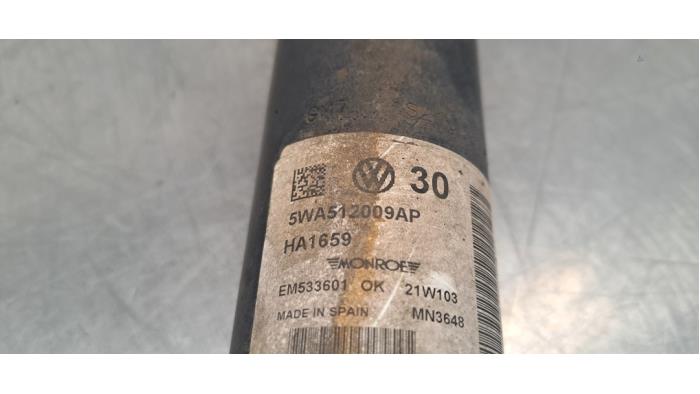 30
5WA512009AP
HA1659
MONROE
EM533601 OK 21W103
MADE IN SPAIN MN3648